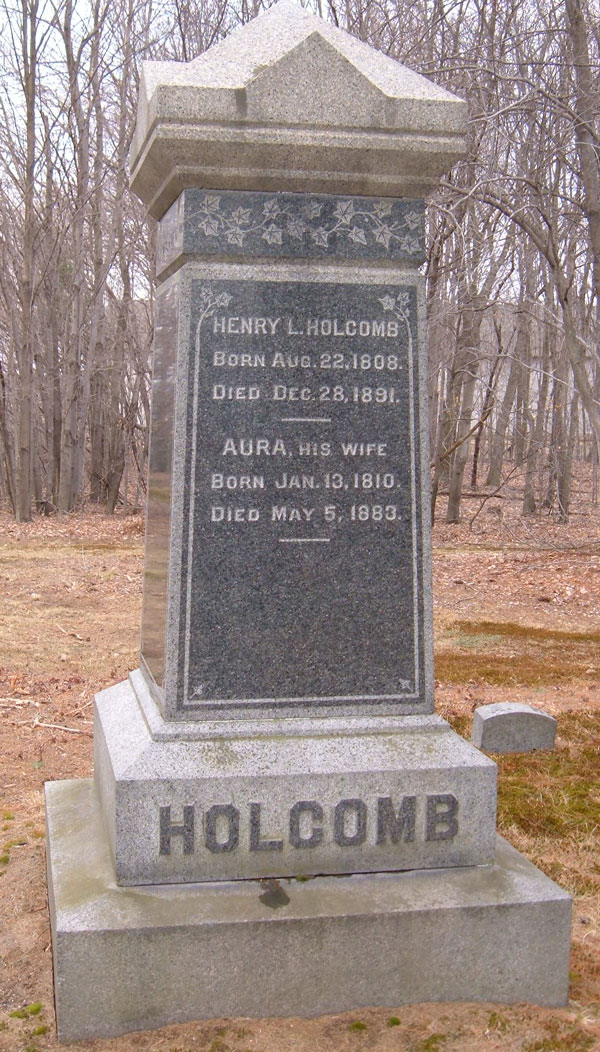 HENRY L. HOLCOMB
BORN AUG. 22, 1808.
DIED DEC. 28, 1891.
AURA, HIS WIFE
BORN JAN. 13, 1810.
DIED MAY 5, 1883.
HOLCOMB